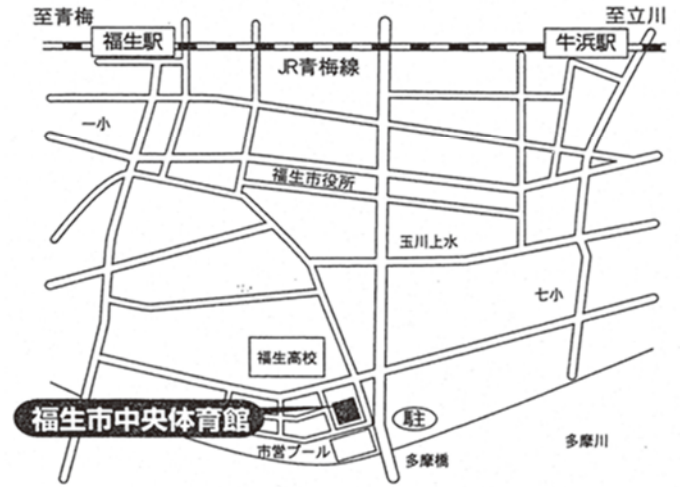 至青梅
至立川
福生駅
牛浜駅
JR青梅線
一小
福生市役所
玉川上水
七小
福生高校
福生市中央体育館
駐
市営プール
多摩橋
多摩川